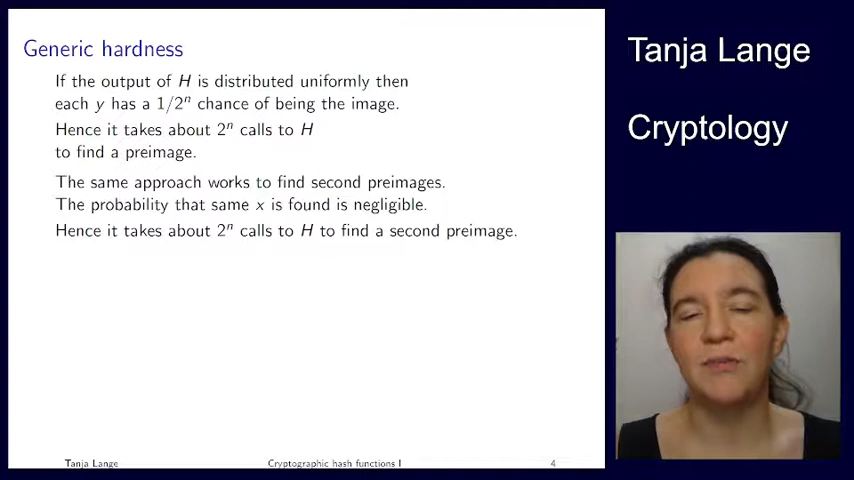 Generic hardness
If the output of H is distributed uniformly then
each y has a 1/2ⁿ chance of being the image.
Hence it takes about 2ⁿ calls to H
to find a preimage.
The same approach works to find second preimages.
The probability that same x is found is negligible.
Hence it takes about 2ⁿ calls to H to find a second preimage.
Tanja Lange
Cryptographic hash functions I
4
Tanja Lange
Cryptology